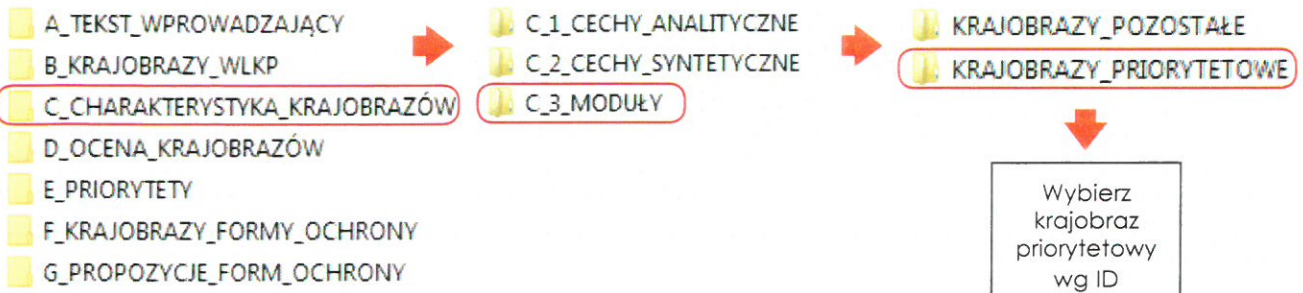 A_TEKST_WPROWADZAJĄCY
B_KRAJOBRAZY_WLKP
C_CHARAKTERYSTYKA_KRAJOBRAZÓW
D_OCENA_KRAJOBRAZÓW
E_PRIORYTETY
F_KRAJOBRAZY_FORMY_OCHRONY
G_PROPOZYCJE_FORM_OCHRONY
C_1_CECHY_ANALITYCZNE
C_2_CECHY_SYNTETYCZNE
C_3_MODUŁY
KRAJOBRAZY_POZOSTAŁE
KRAJOBRAZY_PRIORYTETOWE
Wybierz
krajobraz
priorytetowy
wg ID